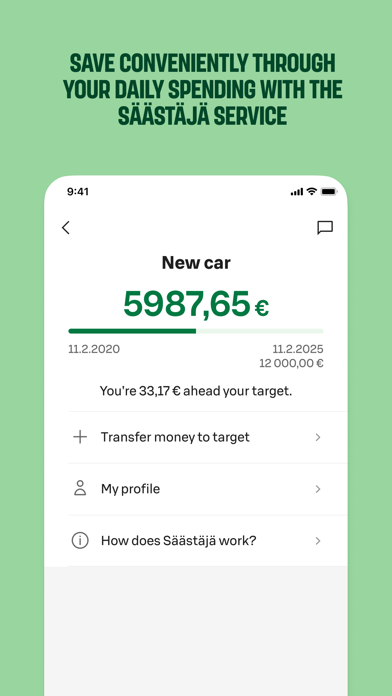 SAVE CONVENIENTLY THROUGH
YOUR DAILY SPENDING WITH THE
SÄÄSTÄJÄ SERVICE
9:41
New car
5987,65 €
11.2.2020 11.2.2025
12 000,00 €
You're 33,17 € ahead your target.
Transfer money to target
My profile
How does Säästäjä work?